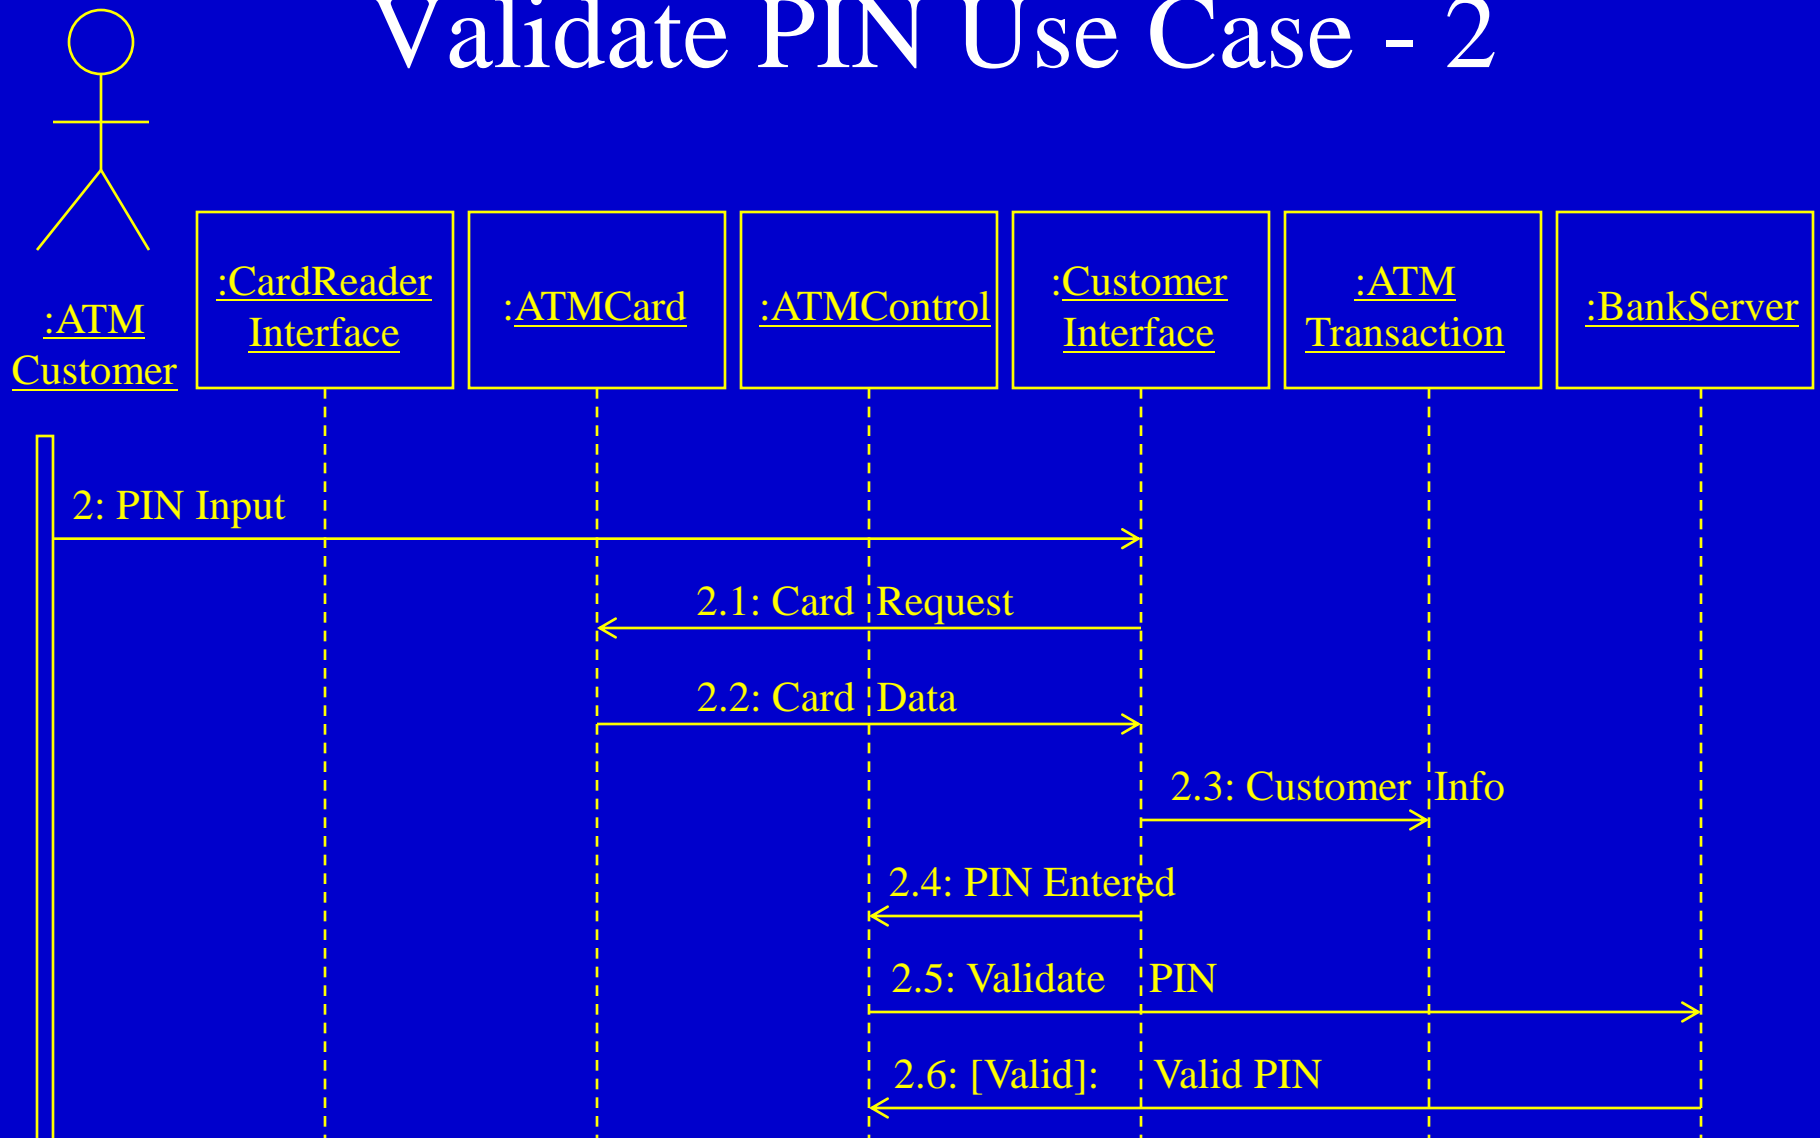 Validate PIN Use Case - 2
:ATM
Customer
:CardReader
Interface
:ATMCard
:ATMControl
:Customer
Interface
:ATM
Transaction
:BankServer
2: PIN Input
2.1: Card Request
2.2: Card Data
2.3: Customer Info
2.4: PIN Entered
2.5: Validate PIN
2.6: [Valid]: Valid PIN